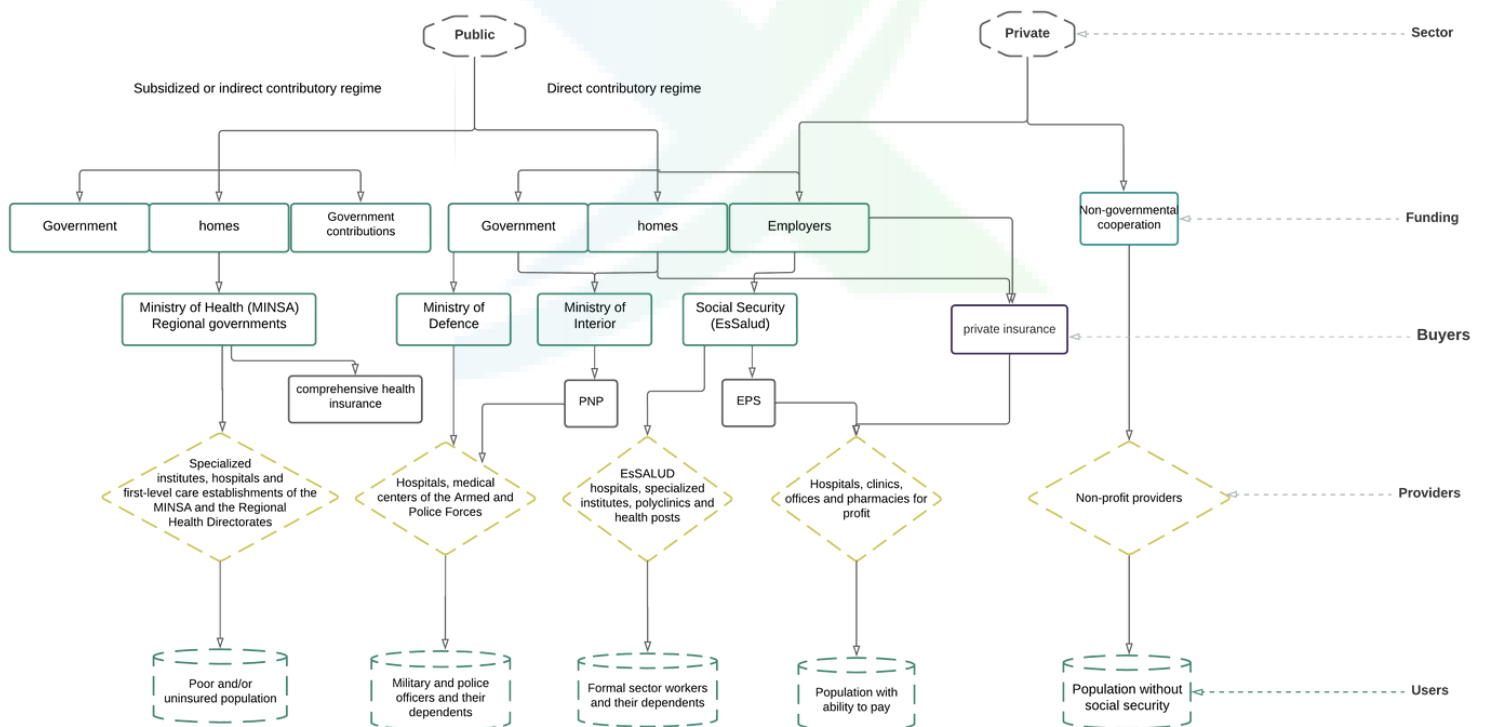 Public
Private
Sector
Subsidized or indirect contributory regime
Direct contributory regime
Government
homes
Government
contributions
Government
homes
Employers
Non-governmental
cooperation
Funding
Ministry of Health (MINSA)
Regional governments
Ministry of
Defence
Ministry of
Interior
Social Security
(EsSalud)
private insurance
Buyers
comprehensive health
insurance
PNP
EPS
Specialized
institutes, hospitals and
first-level care establishments of the
MINSA and the Regional
Health Directorates
Hospitals, medical
centers of the Armed and
Police Forces
EsSALUD
hospitals, specialized
institutes, polyclinics and
health posts
Hospitals, clinics,
offices and pharmacies for
profit
Non-profit providers
Providers
Poor and/or
uninsured population
Military and police
officers and their
dependents
Formal sector workers
and their dependents
Population with
ability to pay
Population without
social security
Users